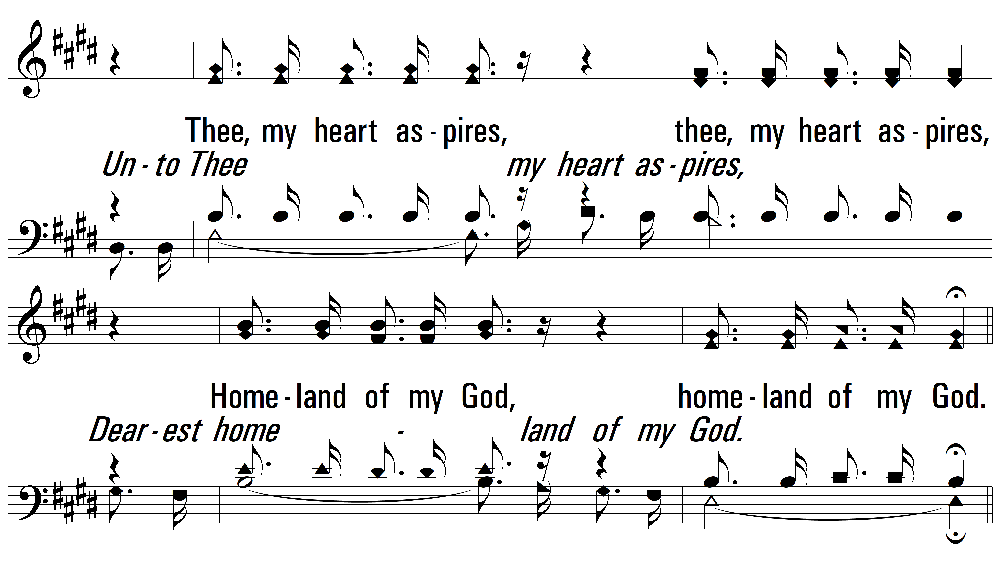 Thee, my heart as - pires, thee, my heart as - pires,
Un - to Thee my heart as - pires,
Home - land of my God, home - land of my God.
Dear - est home - land of my God.